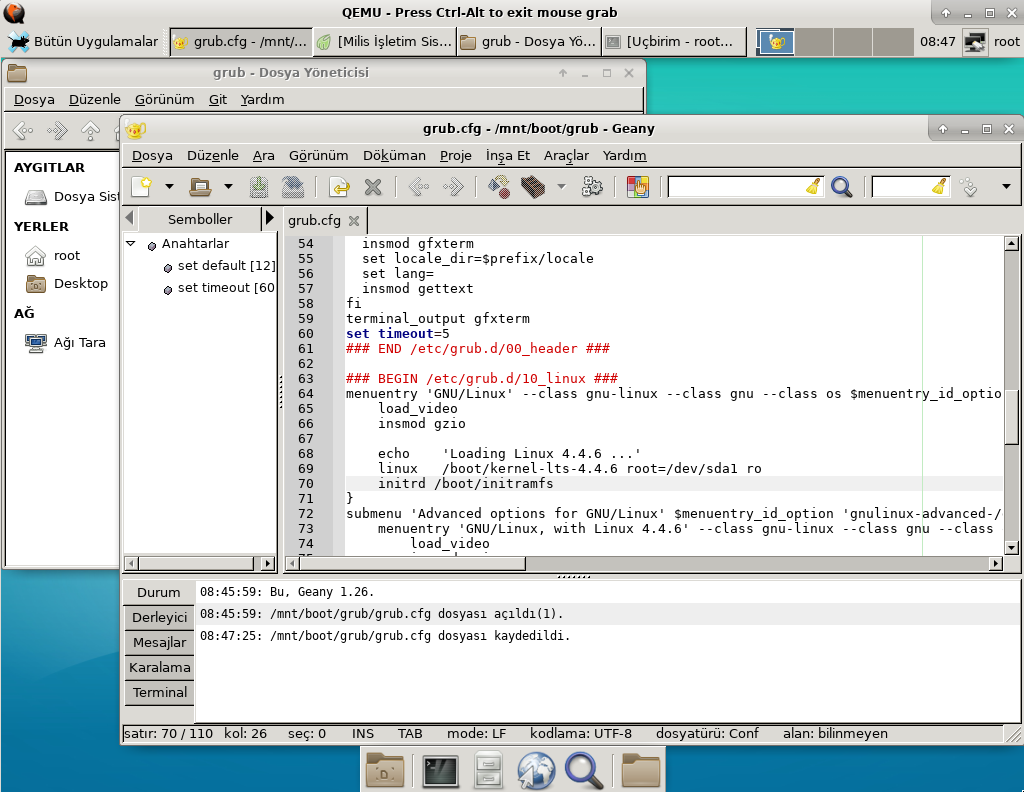 QEMU - Press Ctrl-Alt to exit mouse grab
Bütün Uygulamalar
grub.cfg - /mnt/...
[Milis İşletim Sis...
grub - Dosya Yö...
[Uçbirim - root...
08:47
root
grub - Dosya Yöneticisi
Dosya Düzenle Görünüm Git Yardım
AYGITLAR
Dosya Sist
YERLER
root
Desktop
AĞ
Ağı Tara
grub.cfg - /mnt/boot/grub - Geany
Dosya Düzenle Ara Görünüm Doküman Proje İnşa Et Araçlar Yardım
Semboller
grub.cfg
Anahtarlar
set default [12]
set timeout [60
54 insmod gfxterm
55 set locale_dir=$prefix/locale
56 set lang=
57 insmod gettext
58 fi
59 terminal_output gfxterm
60 set timeout=5
61 ### END /etc/grub.d/00_header ###
62
63 ### BEGIN /etc/grub.d/10_linux ###
64 menuentry 'GNU/Linux' --class gnu-linux --class gnu --class os $menuentry_id_optio
65 load_video
66 insmod gzio
67
68 echo 'Loading Linux 4.4.6 ...'
69 linux /boot/kernel-lts-4.4.6 root=/dev/sda1 ro
70 initrd /boot/initramfs
71 }
72 submenu 'Advanced options for GNU/Linux' $menuentry_id_option 'gnulinux-advanced-/
73 menuentry 'GNU/Linux, with Linux 4.4.6' --class gnu-linux --class gnu --class
74 load_video
Durum
Derleyici
Mesajlar
Karalama
Terminal
08:45:59: Bu, Geany 1.26.
08:45:59: /mnt/boot/grub/grub.cfg dosyası açıldı(1).
08:47:25: /mnt/boot/grub/grub.cfg dosyası kaydedildi.
satır: 70 / 110 kol: 26 seç: 0 INS TAB mode: LF kodlama: UTF-8 dosyatürü: Conf alan: bilinmeyen